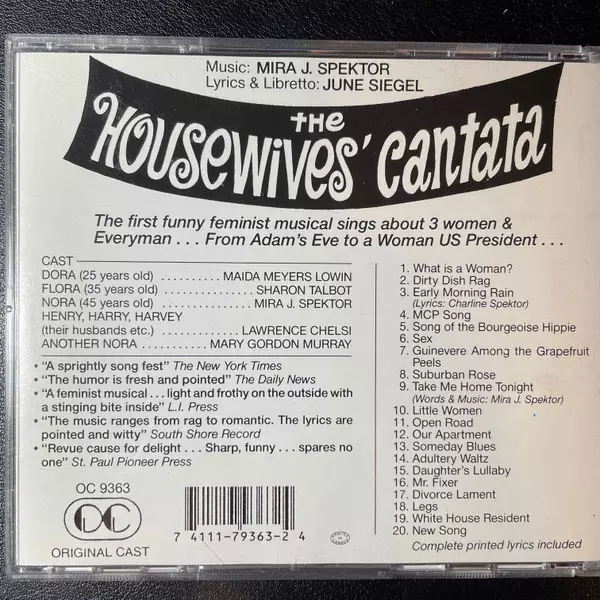 Music: MIRA J. SPEKTOR
Lyrics & Libretto: JUNE SIEGEL
THE
HOUSEWIVES' CANTATA
The first funny feminist musical sings about 3 women &
Everyman . . . From Adam's Eve to a Woman US President . . .
CAST
DORA (25 years old) ............ MAIDA MEYERS LOWIN
FLORA (35 years old) ................ SHARON TALBOT
NORA (45 years old) ................ MIRA J. SPEKTOR
HENRY, HARRY, HARVEY
(their husbands etc.) .............. LAWRENCE CHELSI
ANOTHER NORA .......... MARY GORDON MURRAY
• “A sprightly song fest” The New York Times
• “The humor is fresh and pointed” The Daily News
• “A feminist musical . . . light and frothy on the outside with
a stinging bite inside” L.I. Press
• “The music ranges from rag to romantic. The lyrics are
pointed and witty” South Shore Record
• “Revue cause for delight . . . Sharp, funny . . . spares no
one” St. Paul Pioneer Press
OC 9363
OC
ORIGINAL CAST
7 41111-79363-2 4
1. What is a Woman?
2. Dirty Dish Rag
3. Early Morning Rain
(Lyrics: Charline Spektor)
4. MCP Song
5. Song of the Bourgeoise Hippie
6. Sex
7. Guinevere Among the Grapefruit
Peels
8. Suburban Rose
9. Take Me Home Tonight
(Words & Music: Mira J. Spektor)
10. Little Women
11. Open Road
12. Our Apartment
13. Someday Blues
14. Adultery Waltz
15. Daughter's Lullaby
16. Mr. Fixer
17. Divorce Lament
18. Legs
19. White House Resident
20. New Song
Complete printed lyrics included